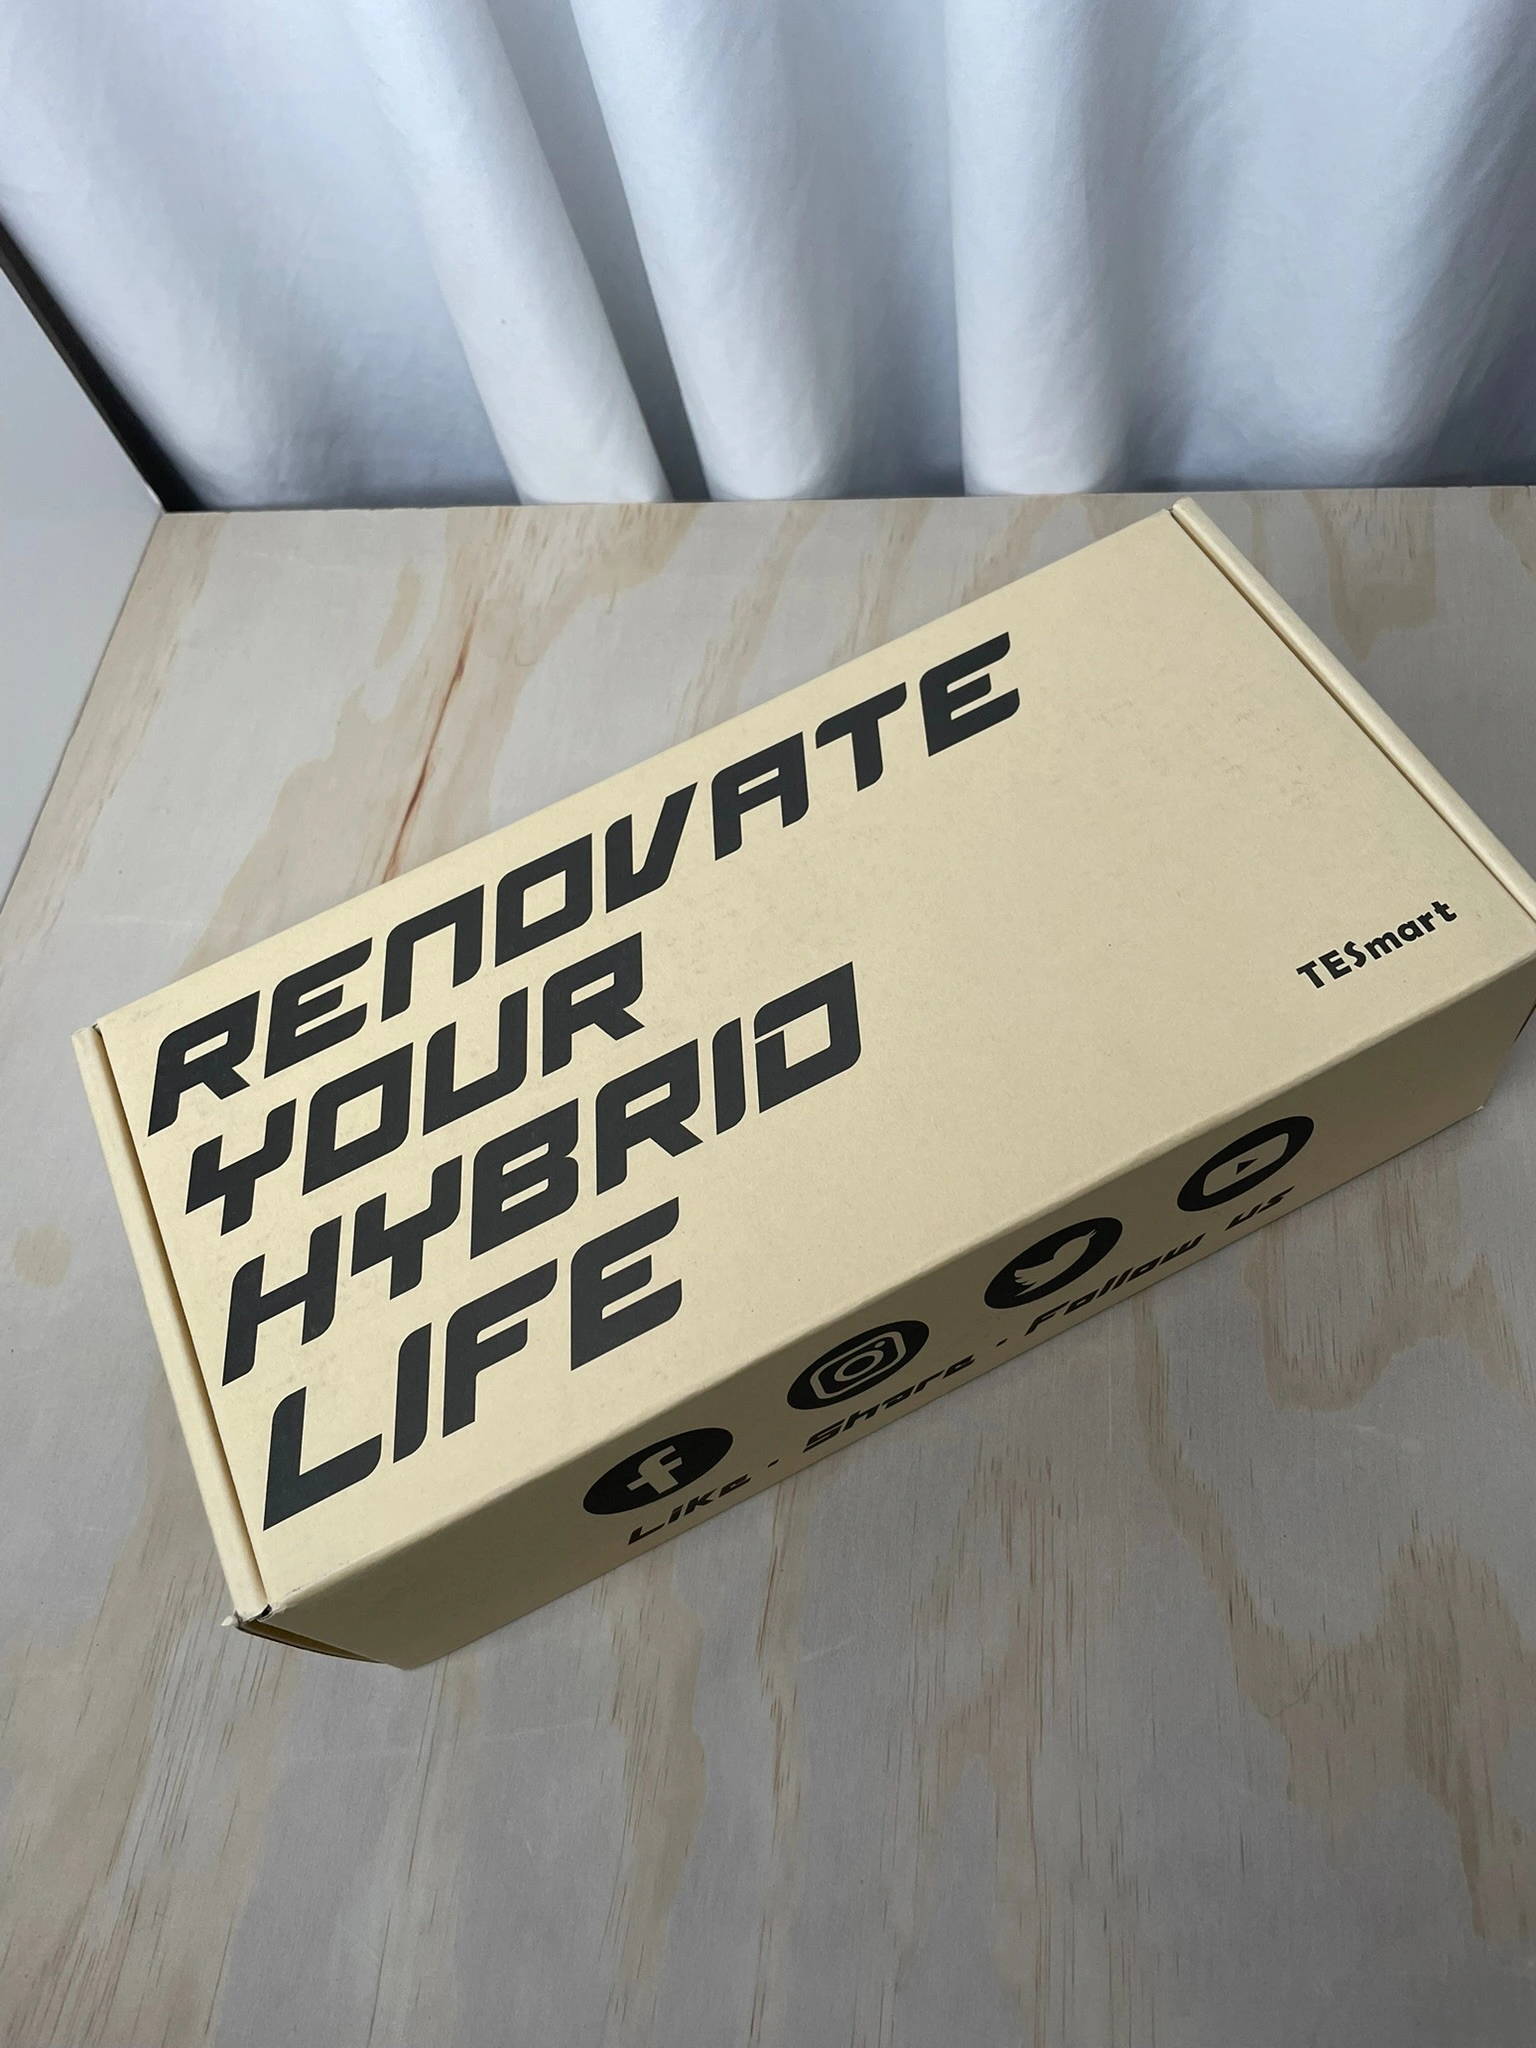 RENOVATE
YOUR
HYBRID
LIFE
TESmart
Like · Share · Follow us